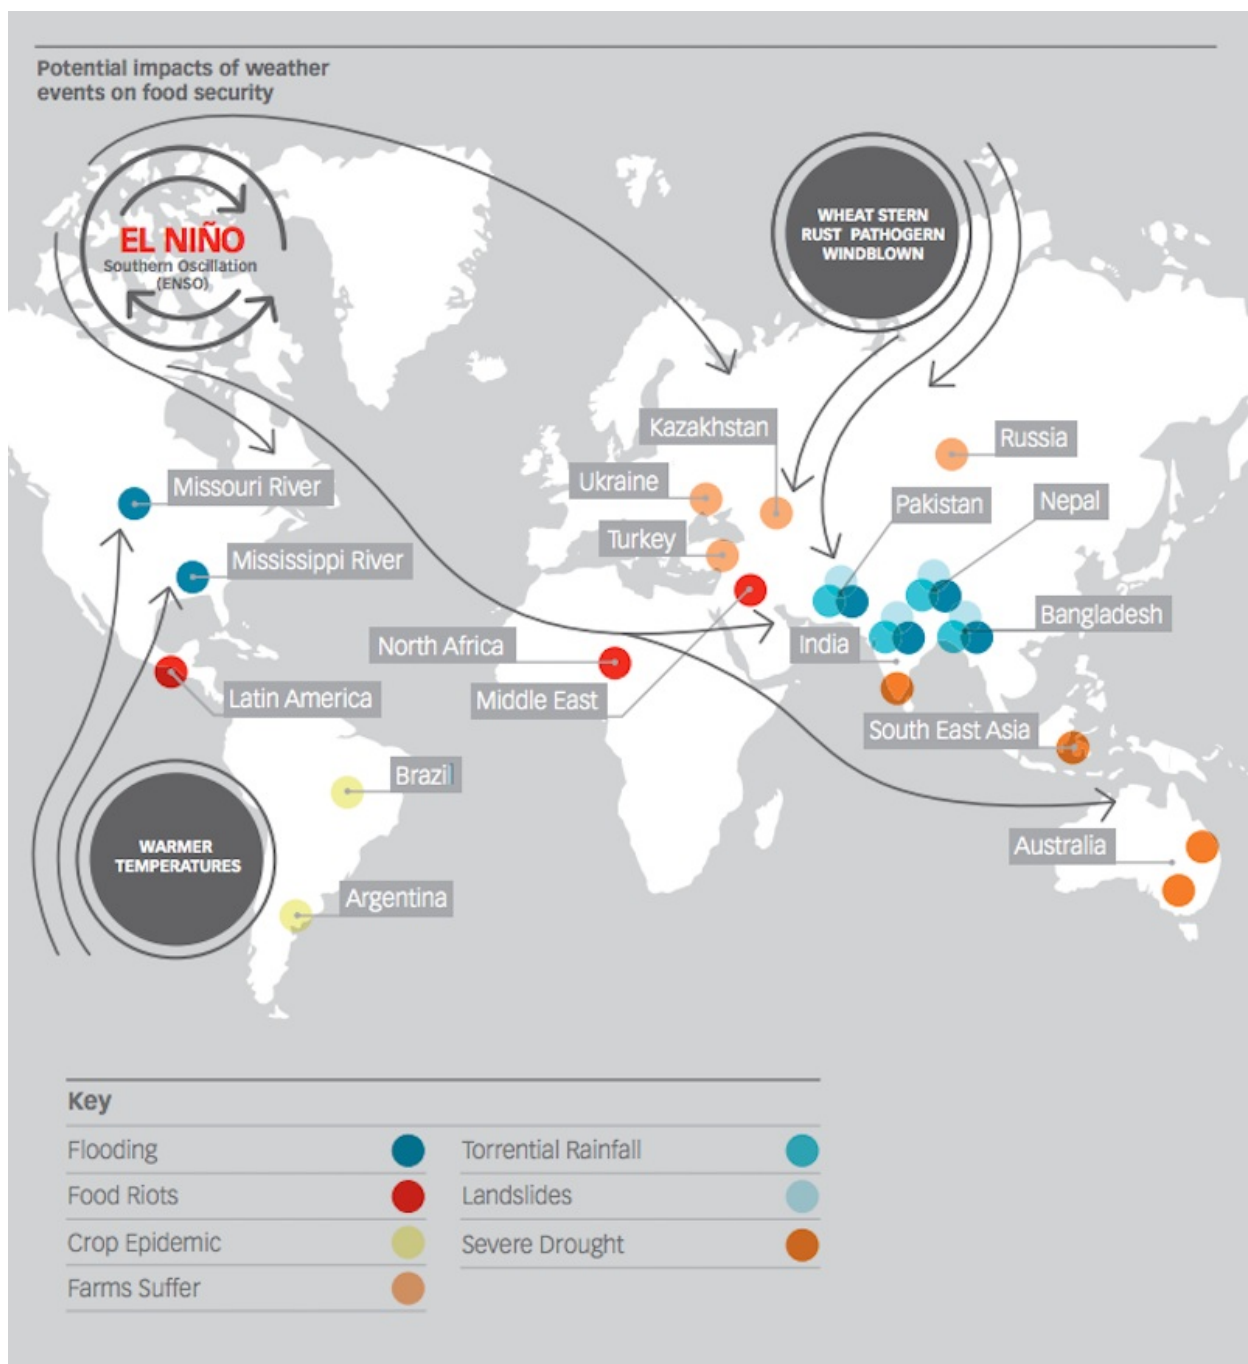 Potential impacts of weather
events on food security
EL NIÑO
Southern Oscillation
(ENSO)
WHEAT STERN
RUST PATHOGERN
WINDBLOWN
Kazakhstan
Russia
Ukraine
Missouri River
Pakistan
Nepal
Turkey
Mississippi River
Bangladesh
North Africa
India
Latin America
Middle East
South East Asia
Brazil
WARMER
TEMPERATURES
Australia
Argentina
Key
Flooding
Torrential Rainfall
Food Riots
Landslides
Crop Epidemic
Severe Drought
Farms Suffer